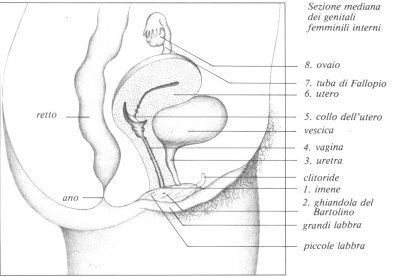 Sezione mediana
dei genitali
femminili interni
8. ovaio
7. tuba di Fallopio
6. utero
retto
5. collo dell'utero
vescica
4. vagina
3. uretra
clitoride
ano
1. imene
2. ghiandola del
Bartolino
grandi labbra
piccole labbra